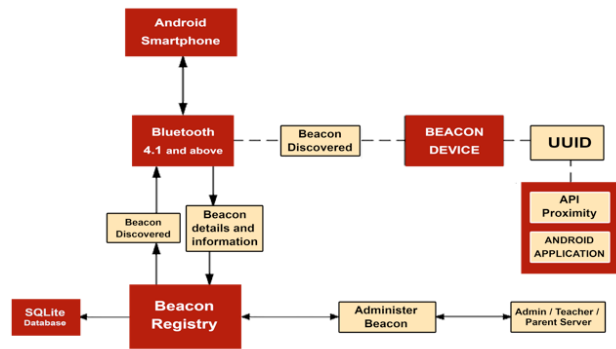 Android
Smartphone
Bluetooth
4.1 and above
Beacon
Discovered
BEACON
DEVICE
UUID
API
Proximity
ANDROID
APPLICATION
Beacon
Discovered
Beacon
details and
information
SQLite
Database
Beacon
Registry
Administer
Beacon
Admin / Teacher /
Parent Server